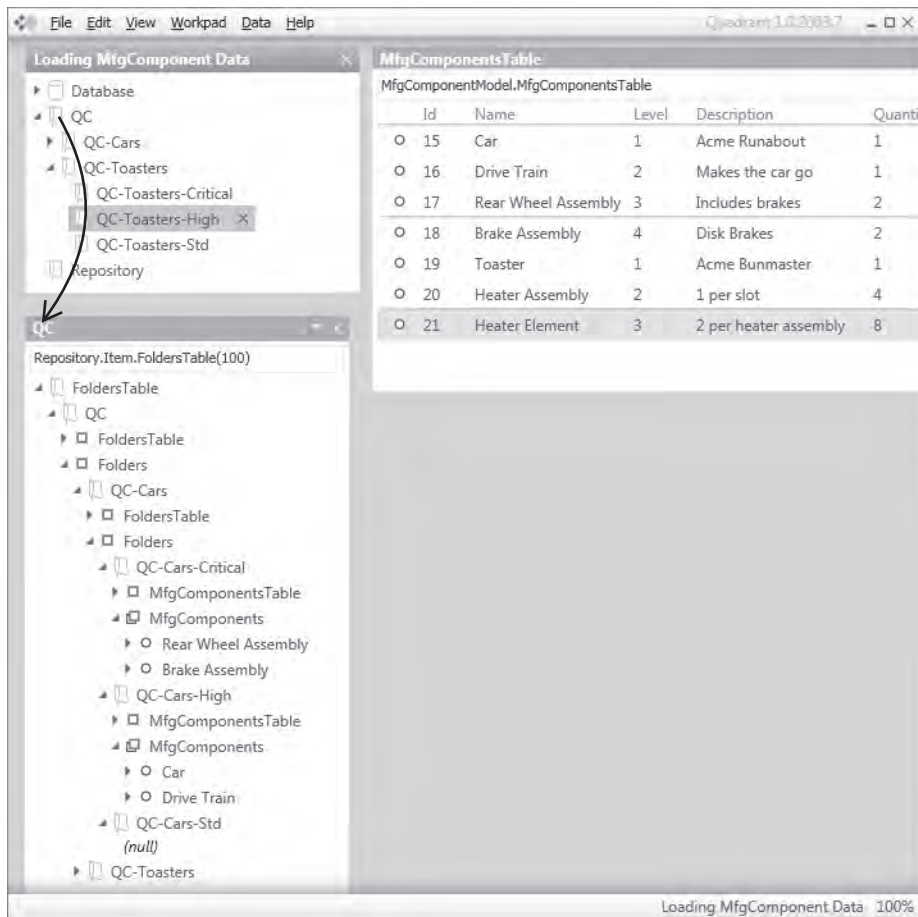 File Edit View Workpad Data Help
Quadrant 1.0.2003.7
Loading MfgComponent Data
Database
QC
QC-Cars
QC-Toasters
QC-Toasters-Critical
QC-Toasters-High
QC-Toasters-Std
Repository
MfgComponentsTable
MfgComponentModel.MfgComponentsTable
Id Name Level Description Quanti
15 Car 1 Acme Runabout 1
16 Drive Train 2 Makes the car go 1
17 Rear Wheel Assembly 3 Includes brakes 2
18 Brake Assembly 4 Disk Brakes 2
19 Toaster 1 Acme Bunmaster 1
20 Heater Assembly 2 1 per slot 4
21 Heater Element 3 2 per heater assembly 8
QC
Repository.Item.FoldersTable(100)
FoldersTable
QC
FoldersTable
Folders
QC-Cars
FoldersTable
Folders
QC-Cars-Critical
MfgComponentsTable
MfgComponents
Rear Wheel Assembly
Brake Assembly
QC-Cars-High
MfgComponentsTable
MfgComponents
Car
Drive Train
QC-Cars-Std
(null)
QC-Toasters
Loading MfgComponent Data 100%